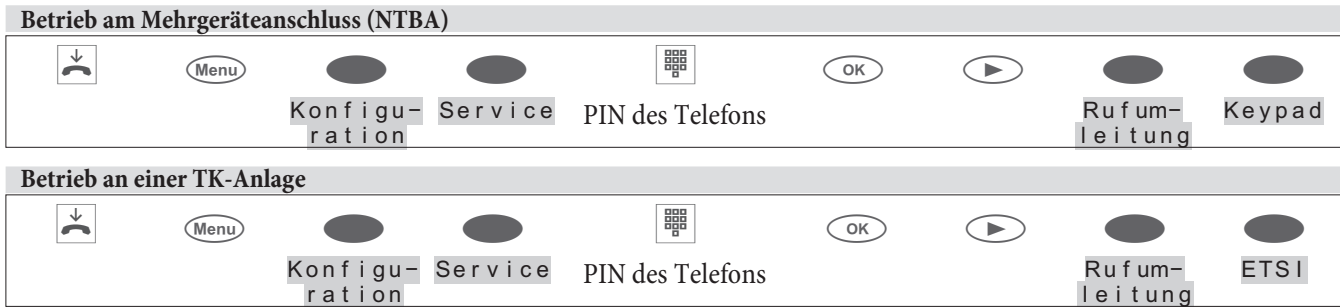 Betrieb am Mehrgeräteanschluss (NTBA)
Menu OK
Konfigu- Service PIN des Telefons Rufum- Keypad
ration leitung
Betrieb an einer TK-Anlage
Menu OK
Konfigu- Service PIN des Telefons Rufum- ETSI
ration leitung